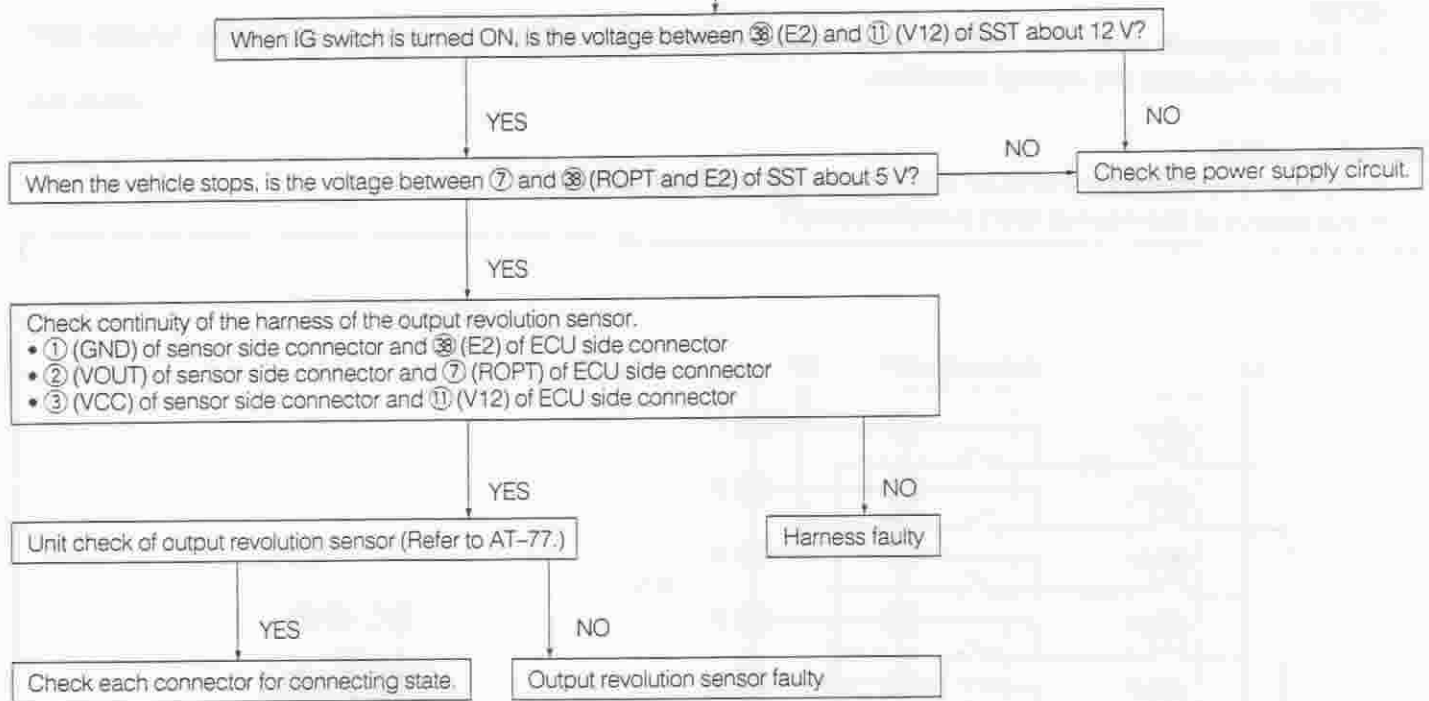 When IG switch is turned ON, is the voltage between ㊳ (E2) and ⑪ (V12) of SST about 12 V?
YES
NO
When the vehicle stops, is the voltage between ⑦ and ㊳ (ROPT and E2) of SST about 5 V?
NO
Check the power supply circuit.
YES
Check continuity of the harness of the output revolution sensor.
• ① (GND) of sensor side connector and ㊳ (E2) of ECU side connector
• ② (VOUT) of sensor side connector and ⑦ (ROPT) of ECU side connector
• ③ (VCC) of sensor side connector and ⑪ (V12) of ECU side connector
YES
NO
Unit check of output revolution sensor (Refer to AT–77.)
Harness faulty
YES
NO
Check each connector for connecting state.
Output revolution sensor faulty